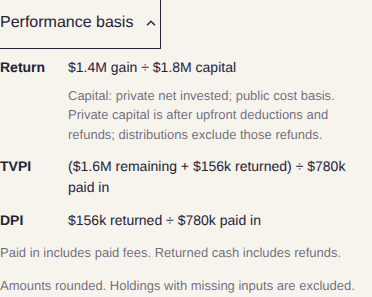 Performance basis
Return $1.4M gain ÷ $1.8M capital
Capital: private net invested; public cost basis.
Private capital is after upfront deductions and
refunds; distributions exclude those refunds.
TVPI ($1.6M remaining + $156k returned) ÷ $780k
paid in
DPI $156k returned ÷ $780k paid in
Paid in includes paid fees. Returned cash includes refunds.
Amounts rounded. Holdings with missing inputs are excluded.